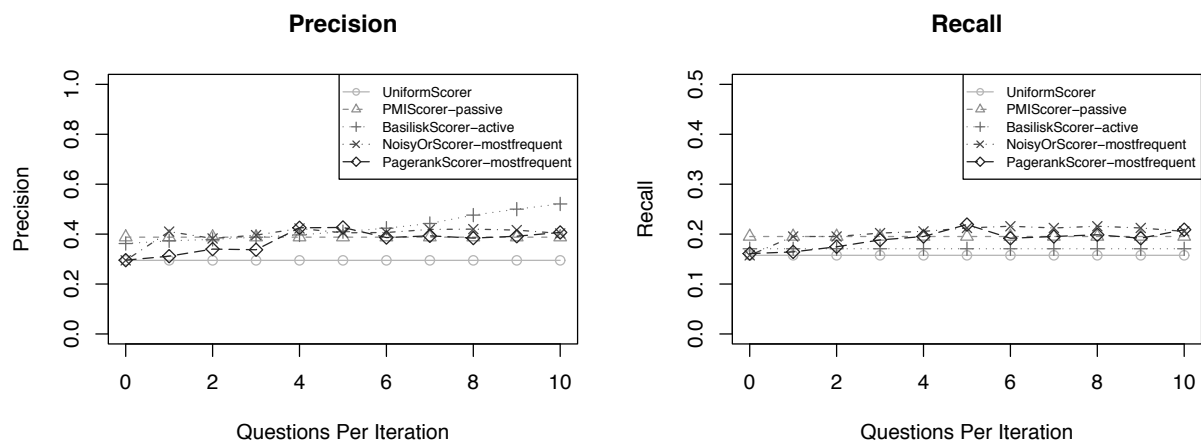 Precision
Precision
1.0
0.8
0.6
0.4
0.2
0.0
UniformScorer
PMIScorer−passive
BasiliskScorer−active
NoisyOrScorer−mostfrequent
PagerankScorer−mostfrequent
0 2 4 6 8 10
Questions Per Iteration
Recall
Recall
0.5
0.4
0.3
0.2
0.1
0.0
UniformScorer
PMIScorer−passive
BasiliskScorer−active
NoisyOrScorer−mostfrequent
PagerankScorer−mostfrequent
0 2 4 6 8 10
Questions Per Iteration